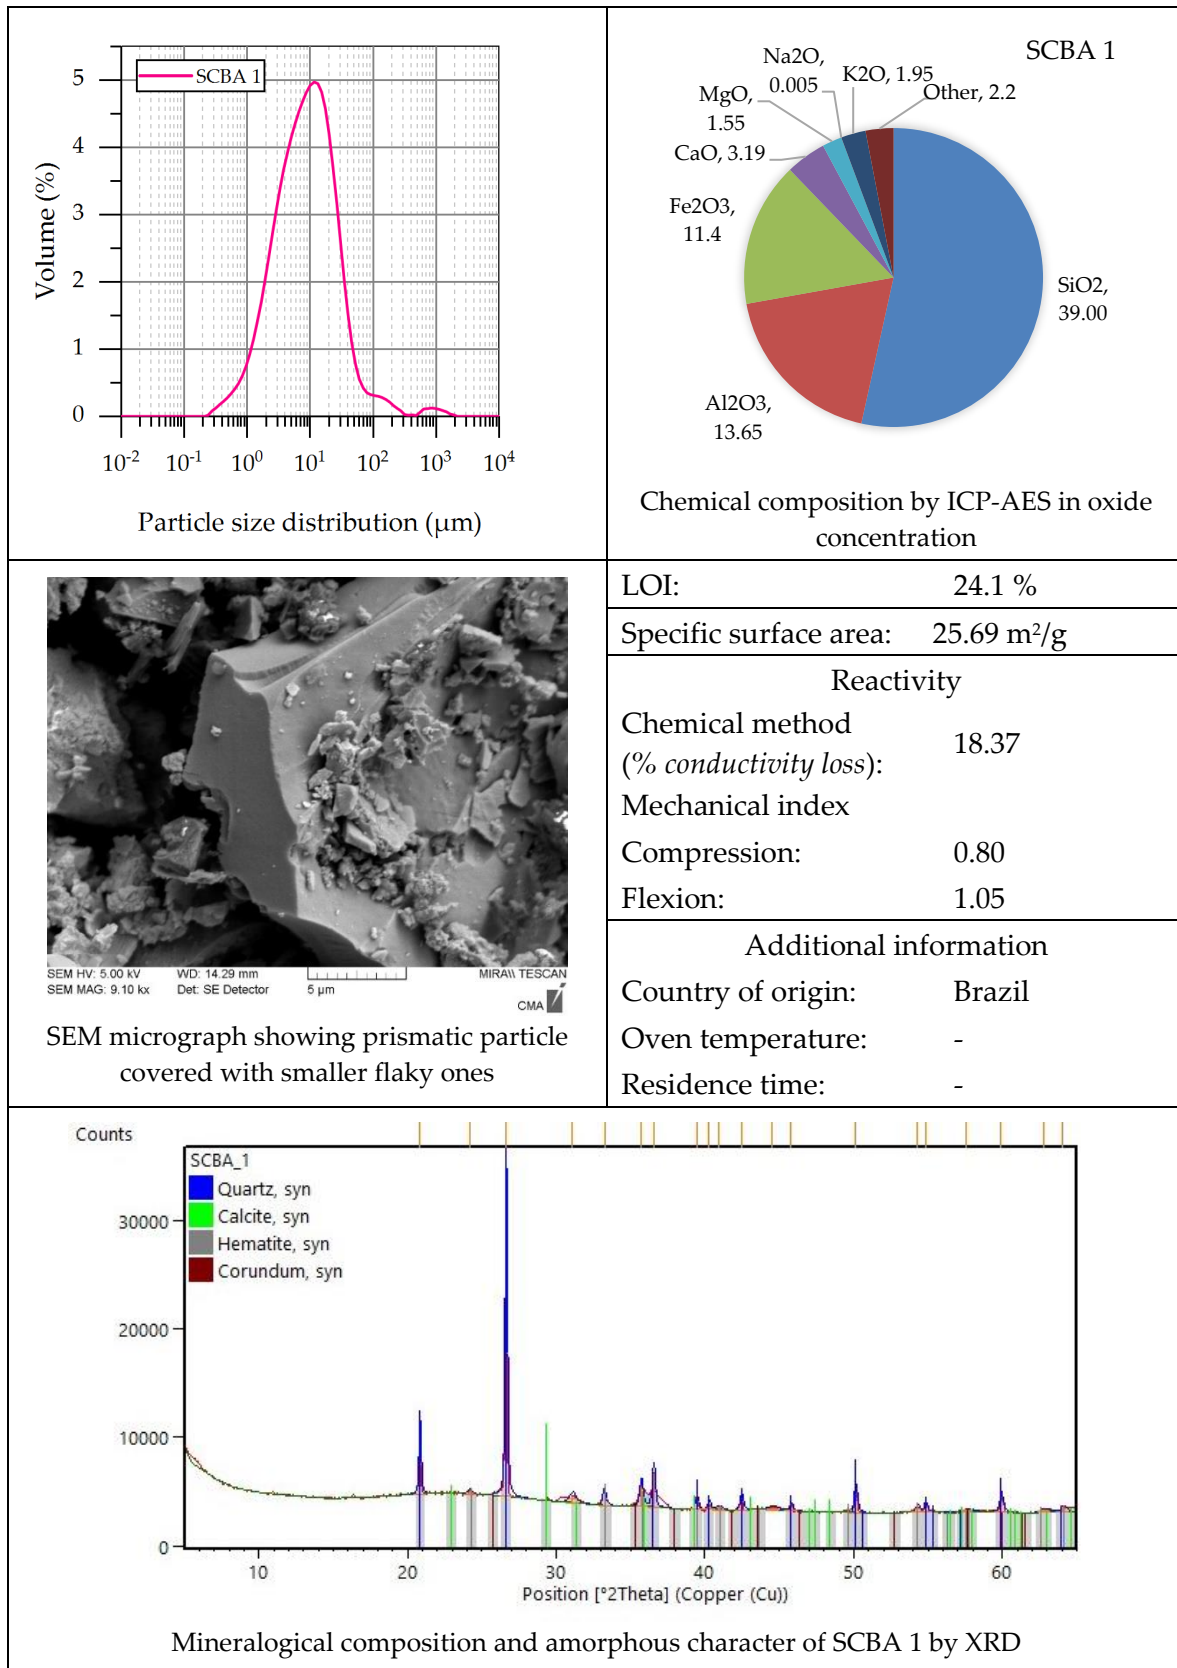 SCBA 1
Volume (%)
5
4
3
2
1
0
10-2
10-1
100
101
102
103
104
Particle size distribution (µm)
SCBA 1
Na2O,
0.005
K2O, 1.95
Other, 2.2
MgO,
1.55
CaO, 3.19
Fe2O3,
11.4
SiO2,
39.00
Al2O3,
13.65
Chemical composition by ICP-AES in oxide
concentration
SEM HV: 5.00 kV WD: 14.29 mm MIRA\\ TESCAN
SEM MAG: 9.10 kx Det: SE Detector 5 µm
CMA
SEM micrograph showing prismatic particle
covered with smaller flaky ones
LOI: 24.1 %
Specific surface area: 25.69 m²/g
Reactivity
Chemical method
(% conductivity loss): 18.37
Mechanical index
Compression: 0.80
Flexion: 1.05
Additional information
Country of origin: Brazil
Oven temperature: -
Residence time: -
Counts
SCBA_1
Quartz, syn
Calcite, syn
Hematite, syn
Corundum, syn
30000
20000
10000
0
10 20 30 40 50 60
Position [°2Theta] (Copper (Cu))
Mineralogical composition and amorphous character of SCBA 1 by XRD